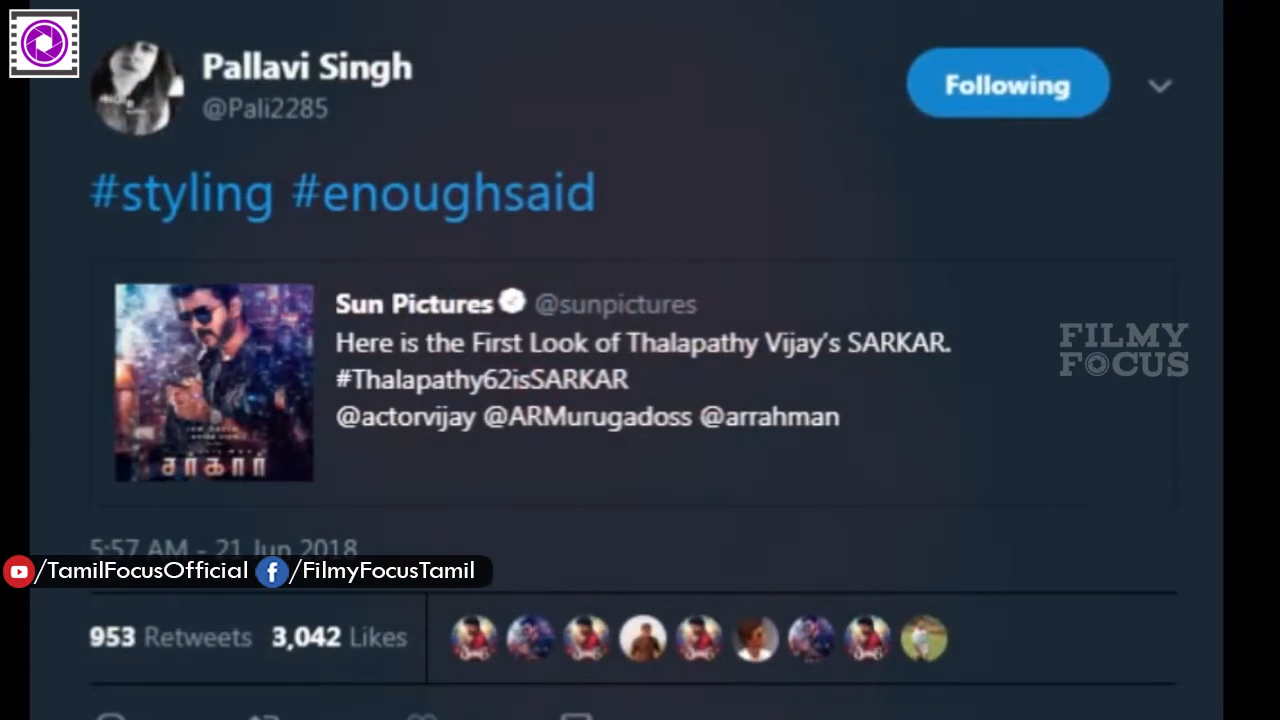 Pallavi Singh
@Pali2285
Following
#styling #enoughsaid
Sun Pictures @sunpictures
Here is the First Look of Thalapathy Vijay's SARKAR.
#Thalapathy62isSARKAR
@actorvijay @ARMurugadoss @arrahman
சர்கார்
FILMY
FOCUS
5:57 AM - 21 Jun 2018
/TamilFocusOfficial /FilmyFocusTamil
953 Retweets 3,042 Likes